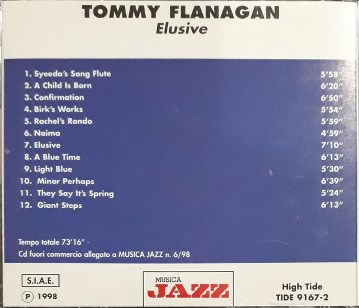 TOMMY FLANAGAN
Elusive
1. Syeeda's Song Flute 5'58"
2. A Child Is Born 6'20"
3. Confirmation 6'50"
4. Birk's Works 5'54"
5. Rachel's Rondo 5'59"
6. Naima 4'59"
7. Elusive 7'10"
8. A Blue Time 6'13"
9. Light Blue 5'30"
10. Minor Perhaps 6'39"
11. They Say It's Spring 5'24"
12. Giant Steps 6'13"
Tempo totale 73'16" -
Cd fuori commercio allegato a MUSICA JAZZ n. 6/98
S.I.A.E.
P 1998
MUSICA
JAZZ
High Tide
TIDE 9167-2